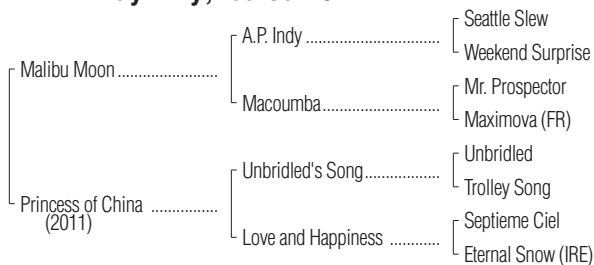 Seattle Slew
A.P. Indy ................................
Weekend Surprise
Malibu Moon .......................
Mr. Prospector
Macoumba...........................
Maximova (FR)
Unbridled
Unbridled's Song.................
Trolley Song
Princess of China ...............
(2011)
Septieme Ciel
Love and Happiness ...........
Eternal Snow (IRE)